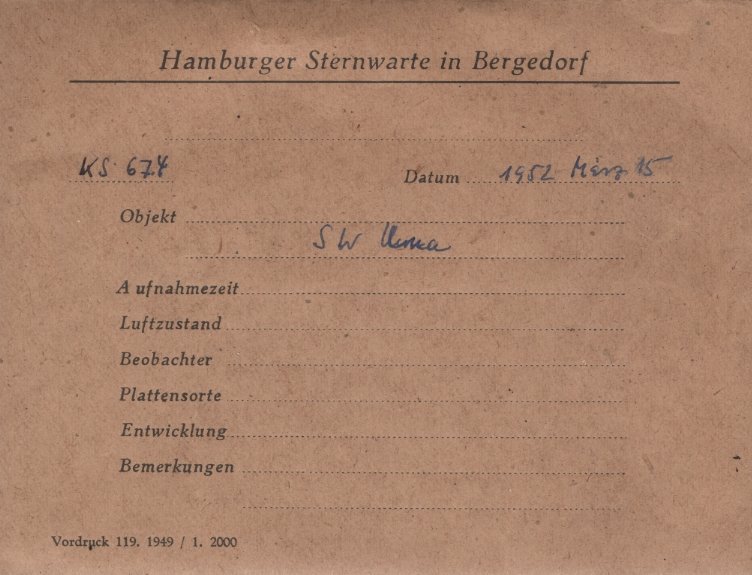 Hamburger Sternwarte in Bergedorf
KS 674 Datum 1952 März 15
Objekt
SW Ursa
Aufnahmezeit
Luftzustand
Beobachter
Plattensorte
Entwicklung
Bemerkungen
Vordruck 119. 1949 / 1. 2000